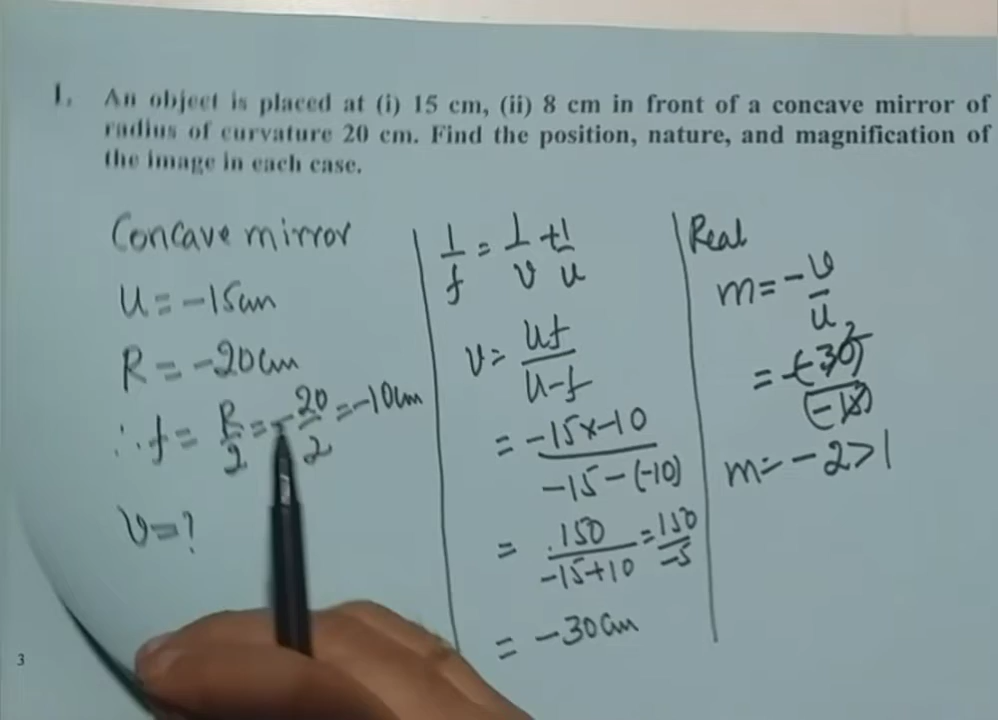 1. An object is placed at (i) 15 cm, (ii) 8 cm in front of a concave mirror of
radius of curvature 20 cm. Find the position, nature, and magnification of
the image in each case.
Concave mirror
u = -15cm
R = -20cm
∴ f = R/2 = -20/2 = -10cm
v = ?
1/f = 1/v + 1/u
v = uf/u-f
= -15x-10/-15-(-10)
= 150/-15+10 = 150/-5
= -30cm
Real
m = -v/u
= -(-30)/(-15) 2
m = -2>1
3